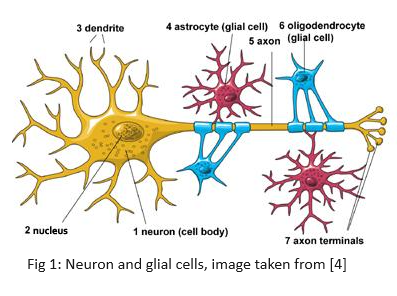 3 dendrite
4 astrocyte (glial cell)
5 axon
6 oligodendrocyte
(glial cell)
2 nucleus
1 neuron (cell body)
7 axon terminals
Fig 1: Neuron and glial cells, image taken from [4]